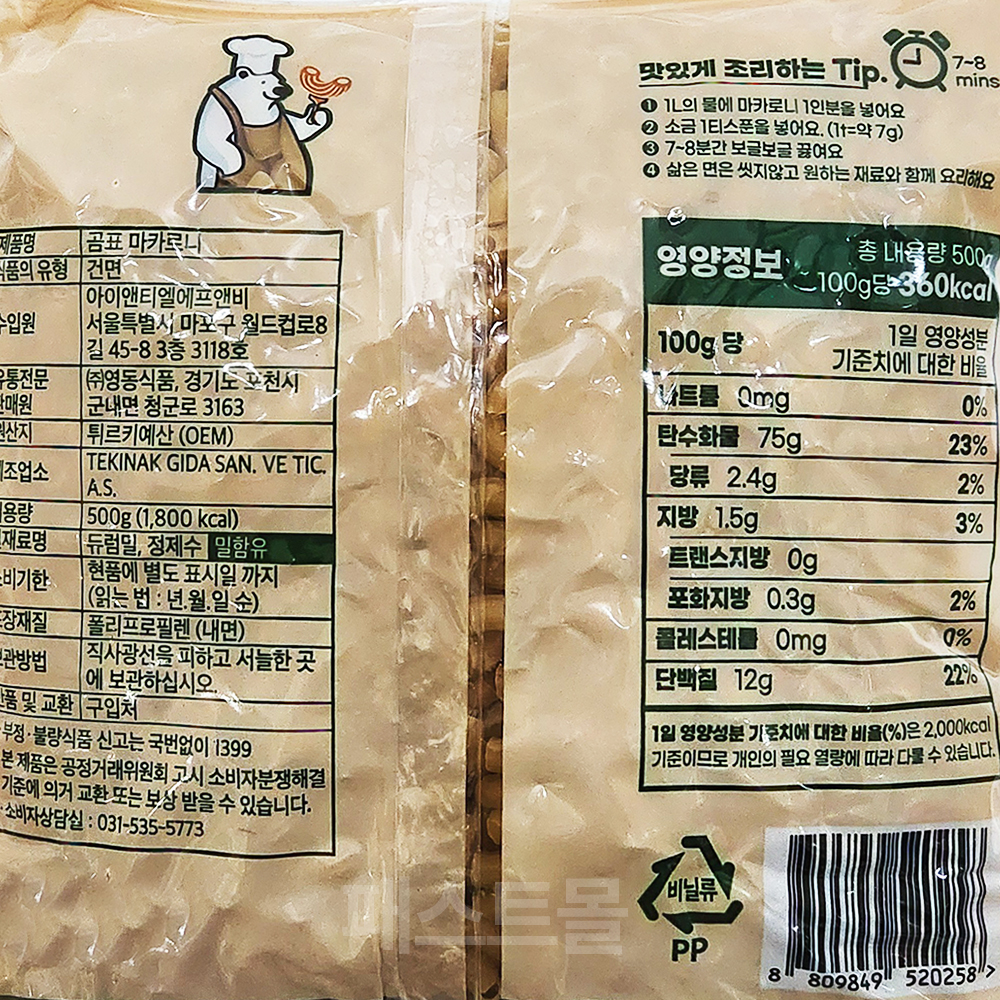 제품명 곰표 마카로니
식품의 유형 건면
수입원 아이앤티엘에프앤비
서울특별시 마포구 월드컵로8
길 45-8 3층 3118호
유통전문 ㈜영동식품, 경기도 포천시
판매원 군내면 청군로 3163
원산지 튀르키예산 (OEM)
제조업소 TEKINAK GIDA SAN. VE TIC.
A.S.
내용량 500g (1,800 kcal)
원재료명 듀럼밀, 정제수 밀함유
소비기한 현품에 별도 표시일 까지
(읽는 번 : 년.월.일 순)
포장재질 폴리프로필렌 (내면)
보관방법 직사광선을 피하고 서늘한 곳
에 보관하십시오.
반품 및 교환 구입처
부정·불량식품 신고는 국번없이 1399
본 제품은 공정거래위원회 고시 소비자분쟁해결
기준에 의거 교환 또는 보상 받을 수 있습니다.
소비자상담실 : 031-535-5773
맛있게 조리하는 Tip.
7~8
mins
❶ 1L의 물에 마카로니 1인분을 넣어요
❷ 소금 1티스푼을 넣어요. (1t=약 7g)
❸ 7~8분간 보글보글 끓여요
❹ 삶은 면은 씻지않고 원하는 재료와 함께 요리해요
영양정보
총 내용량 500g
100g당 360kcal
100g 당
1일 영양성분
기준치에 대한 비율
나트륨 0mg 0%
탄수화물 75g 23%
당류 2.4g 2%
지방 1.5g 3%
트랜스지방 0g
포화지방 0.3g 2%
콜레스테롤 0mg 0%
단백질 12g 22%
1일 영양성분 기준치에 대한 비율(%)은 2,000kcal
기준이므로 개인의 필요 열량에 따라 다를 수 있습니다.
비닐류
PP
8 809849 520258 >